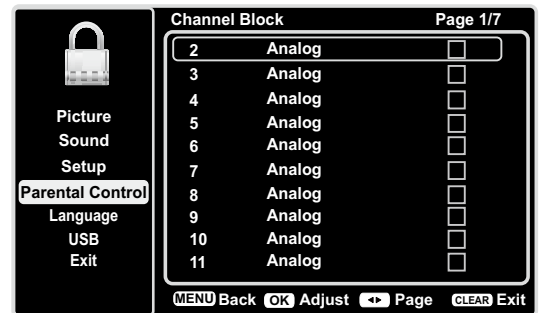 Channel Block Page 1/7
2 Analog
3 Analog
4 Analog
5 Analog
6 Analog
7 Analog
8 Analog
9 Analog
10 Analog
11 Analog
Picture
Sound
Setup
Parental Control
Language
USB
Exit
MENU Back OK Adjust Page CLEAR Exit